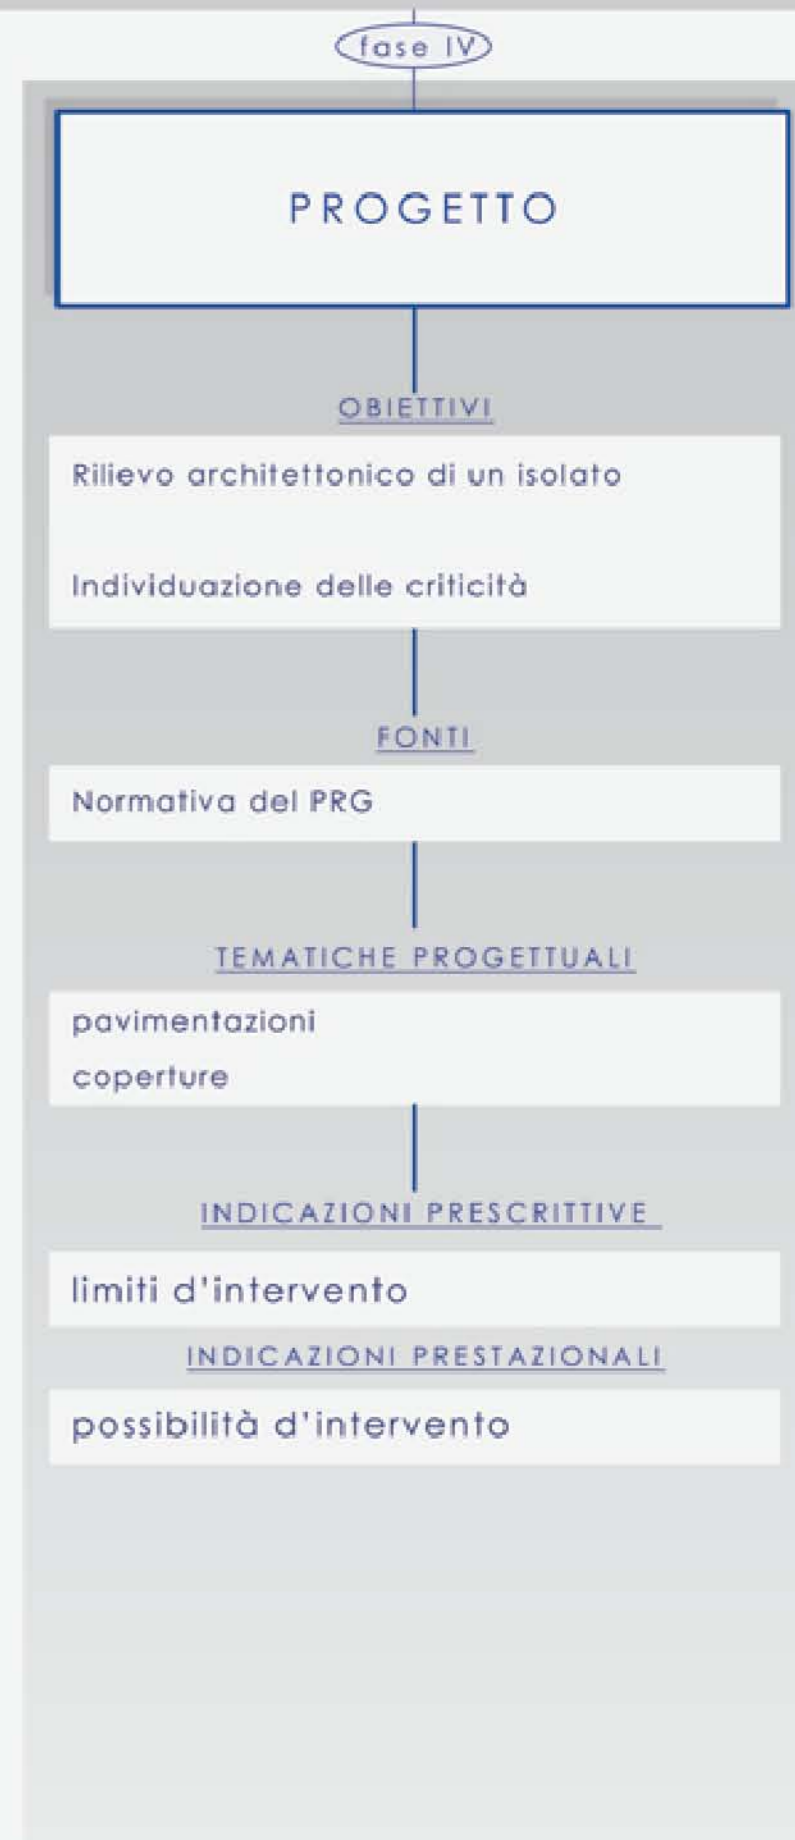 fase IV
PROGETTO
OBIETTIVI
Rilievo architettonico di un isolato
Individuazione delle criticità
FONTI
Normativa del PRG
TEMATICHE PROGETTUALI
pavimentazioni
coperture
INDICAZIONI PRESCRITTIVE
limiti d'intervento
INDICAZIONI PRESTAZIONALI
possibilità d'intervento